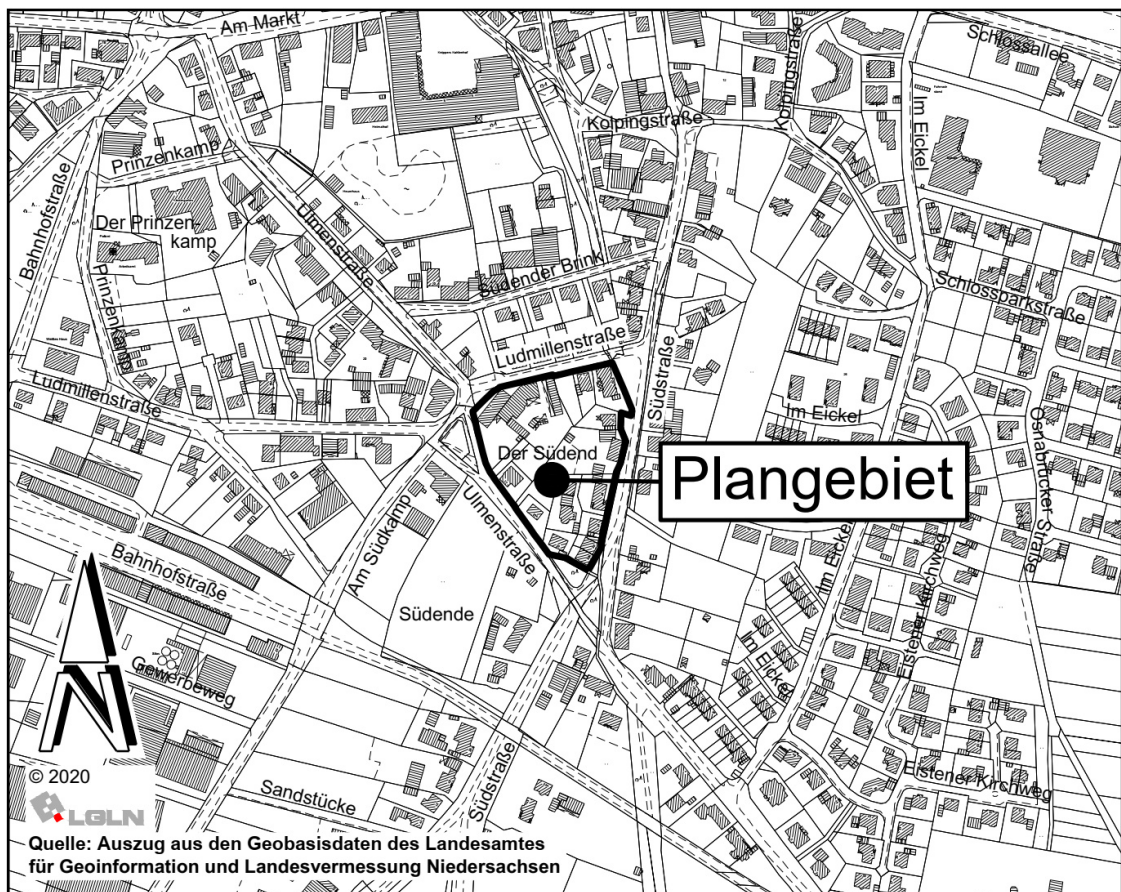 Am Markt
Schlossallee
Kolpingstraße
Kolpingstraße
Im Eickel
Prinzenkamp
Bahnhofstraße
Der Prinzen
kamp
Ulmenstraße
Prinzenkamp
Südender Brink
Schlossparkstraße
Ludmillenstraße
Südstraße
Ludmillenstraße
Im Eickel
Osnabrücker Straße
Der Südend
Plangebiet
Ulmenstraße
Am Südkamp
Bahnhofstraße
Im Eickel
Eistener Kirchweg
Südende
Im Eickel
Gewerbeweg
N
Südstraße
Eistener Kirchweg
© 2020
Sandstücke
LGLN
Quelle: Auszug aus den Geobasisdaten des Landesamtes
für Geoinformation und Landesvermessung Niedersachsen